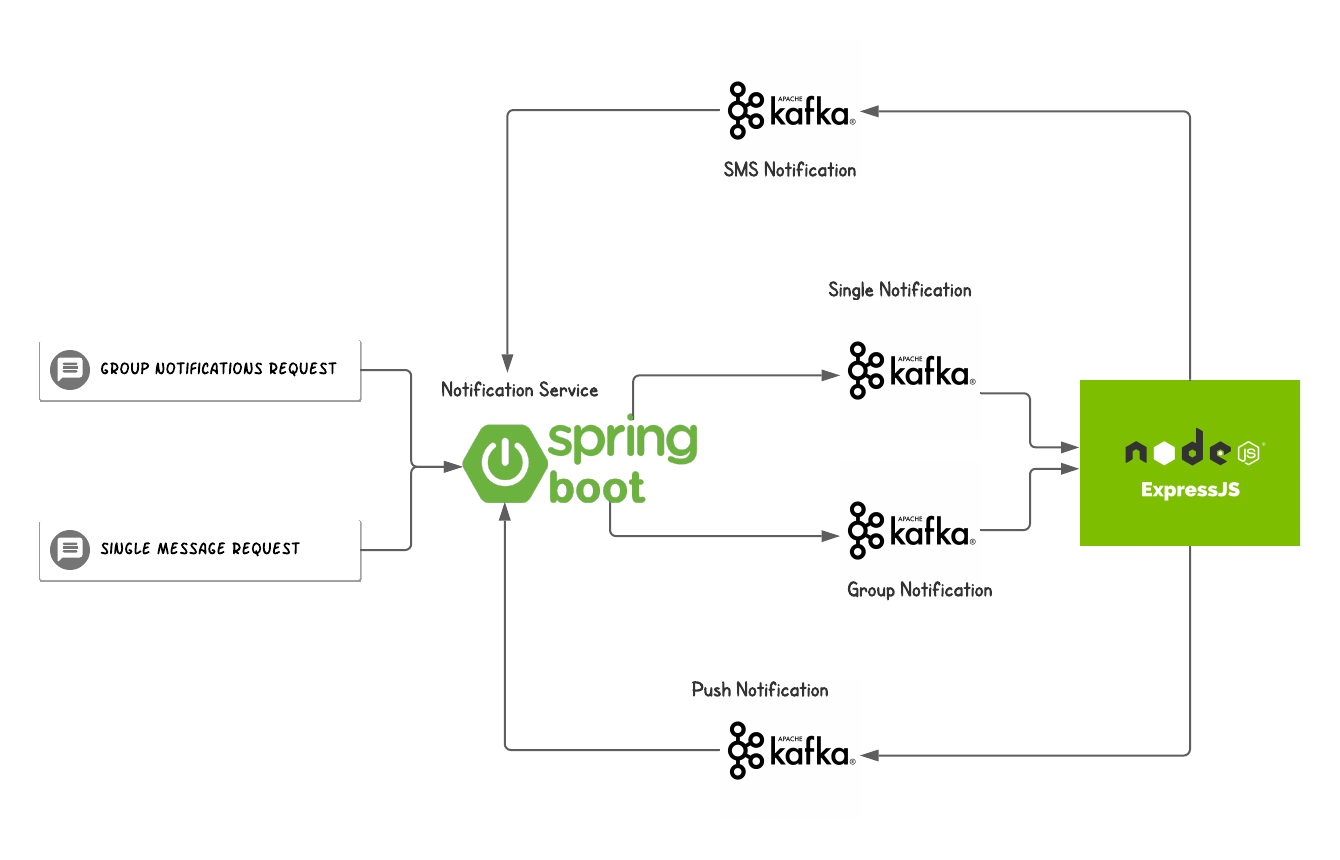 APACHE
kafka®
SMS Notification
Single Notification
APACHE
kafka®
GROUP NOTIFICATIONS REQUEST
Notification Service
spring
boot
node
JS
ExpressJS
SINGLE MESSAGE REQUEST
APACHE
kafka®
Group Notification
Push Notification
APACHE
kafka®